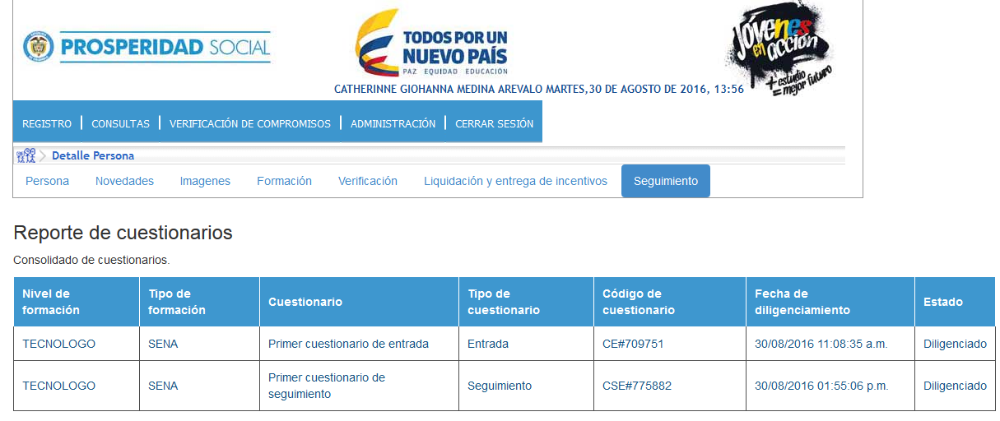 PROSPERIDAD SOCIAL
TODOS POR UN
NUEVO PAÍS
PAZ EQUIDAD EDUCACIÓN
Jóvenes
en acción
+ estudio
= mejor futuro
CATHERINNE GIOHANNA MEDINA AREVALO MARTES,30 DE AGOSTO DE 2016, 13:56
REGISTRO | CONSULTAS | VERIFICACIÓN DE COMPROMISOS | ADMINISTRACIÓN | CERRAR SESIÓN
Detalle Persona
Persona Novedades Imagenes Formación Verificación Liquidación y entrega de incentivos Seguimiento
Reporte de cuestionarios
Consolidado de cuestionarios.
Nivel de formación Tipo de formación Cuestionario Tipo de cuestionario Código de cuestionario Fecha de diligenciamiento Estado
TECNOLOGO SENA Primer cuestionario de entrada Entrada CE#709751 30/08/2016 11:08:35 a.m. Diligenciado
TECNOLOGO SENA Primer cuestionario de seguimiento Seguimiento CSE#775882 30/08/2016 01:55:06 p.m. Diligenciado